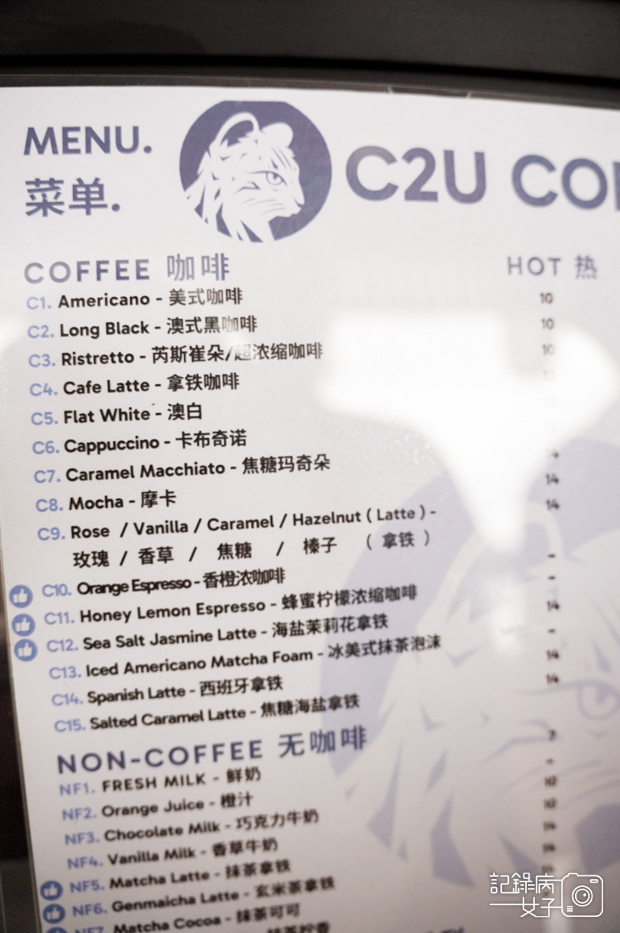 MENU.
菜单.
C2U
COFFEE 咖啡
HOT 热
C1. Americano - 美式咖啡 10
C2. Long Black - 澳式黑咖啡 10
C3. Ristretto - 芮斯崔朵/超浓缩咖啡 10
C4. Cafe Latte - 拿铁咖啡
C5. Flat White - 澳白
C6. Cappuccino - 卡布奇诺
C7. Caramel Macchiato - 焦糖玛奇朵 14
C8. Mocha - 摩卡 14
C9. Rose / Vanilla / Caramel / Hazelnut ( Latte ) -
玫瑰 / 香草 / 焦糖 / 榛子 ( 拿铁 )
C10. Orange Espresso - 香橙浓咖啡
C11. Honey Lemon Espresso - 蜂蜜柠檬浓缩咖啡
C12. Sea Salt Jasmine Latte - 海盐茉莉花拿铁
C13. Iced Americano Matcha Foam - 冰美式抹茶泡沫
C14. Spanish Latte - 西班牙拿铁
C15. Salted Caramel Latte - 焦糖海盐拿铁
NON-COFFEE 无咖啡
NF1. FRESH MILK - 鲜奶
NF2. Orange Juice - 橙汁
NF3. Chocolate Milk - 巧克力牛奶
NF4. Vanilla Milk - 香草牛奶
NF5. Matcha Latte - 抹茶拿铁
NF6. Genmaicha Latte - 玄米茶拿铁
NF7. Matcha Cocoa - 抹茶可可
記錄病
女子